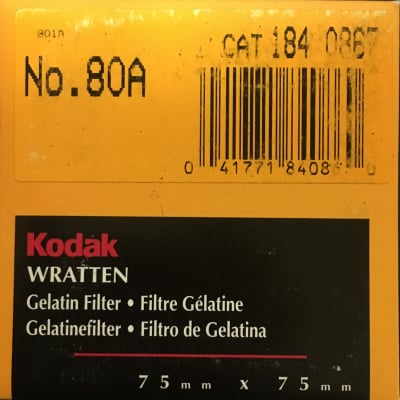 801A
No.80A
CAT 184 0867
0 41771 84086 0
Kodak
WRATTEN
Gelatin Filter • Filtre Gélatine
Gelatinefilter • Filtro de Gelatina
75mm x 75mm